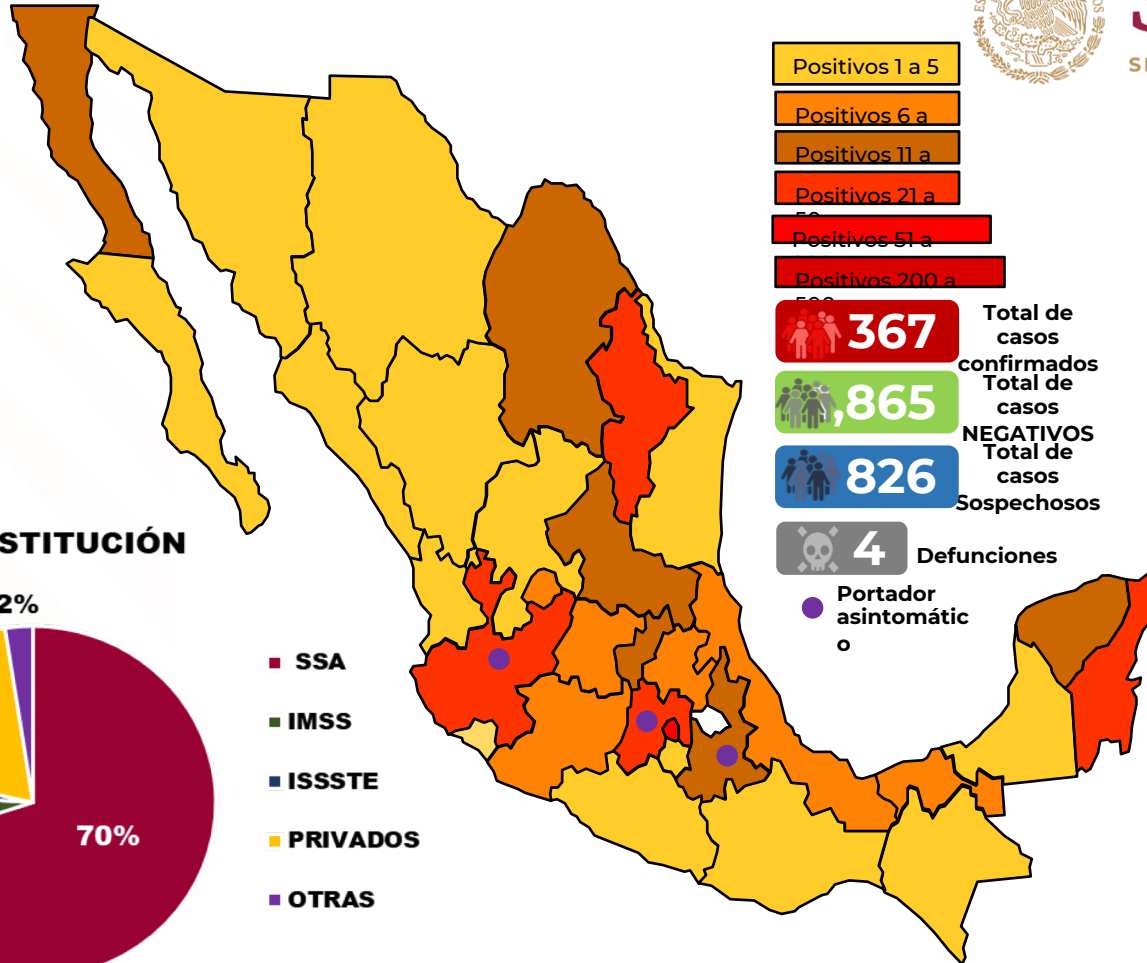 Positivos 1 a 5
Positivos 6 a
Positivos 11 a
Positivos 21 a
Positivos 51 a
Positivos 200 a
367
Total de
casos
confirmados
,865
Total de
casos
NEGATIVOS
826
Total de
casos
Sospechosos
4
Defunciones
Portador
asintomátic
o
STITUCIÓN
2%
70%
SSA
IMSS
ISSSTE
PRIVADOS
OTRAS